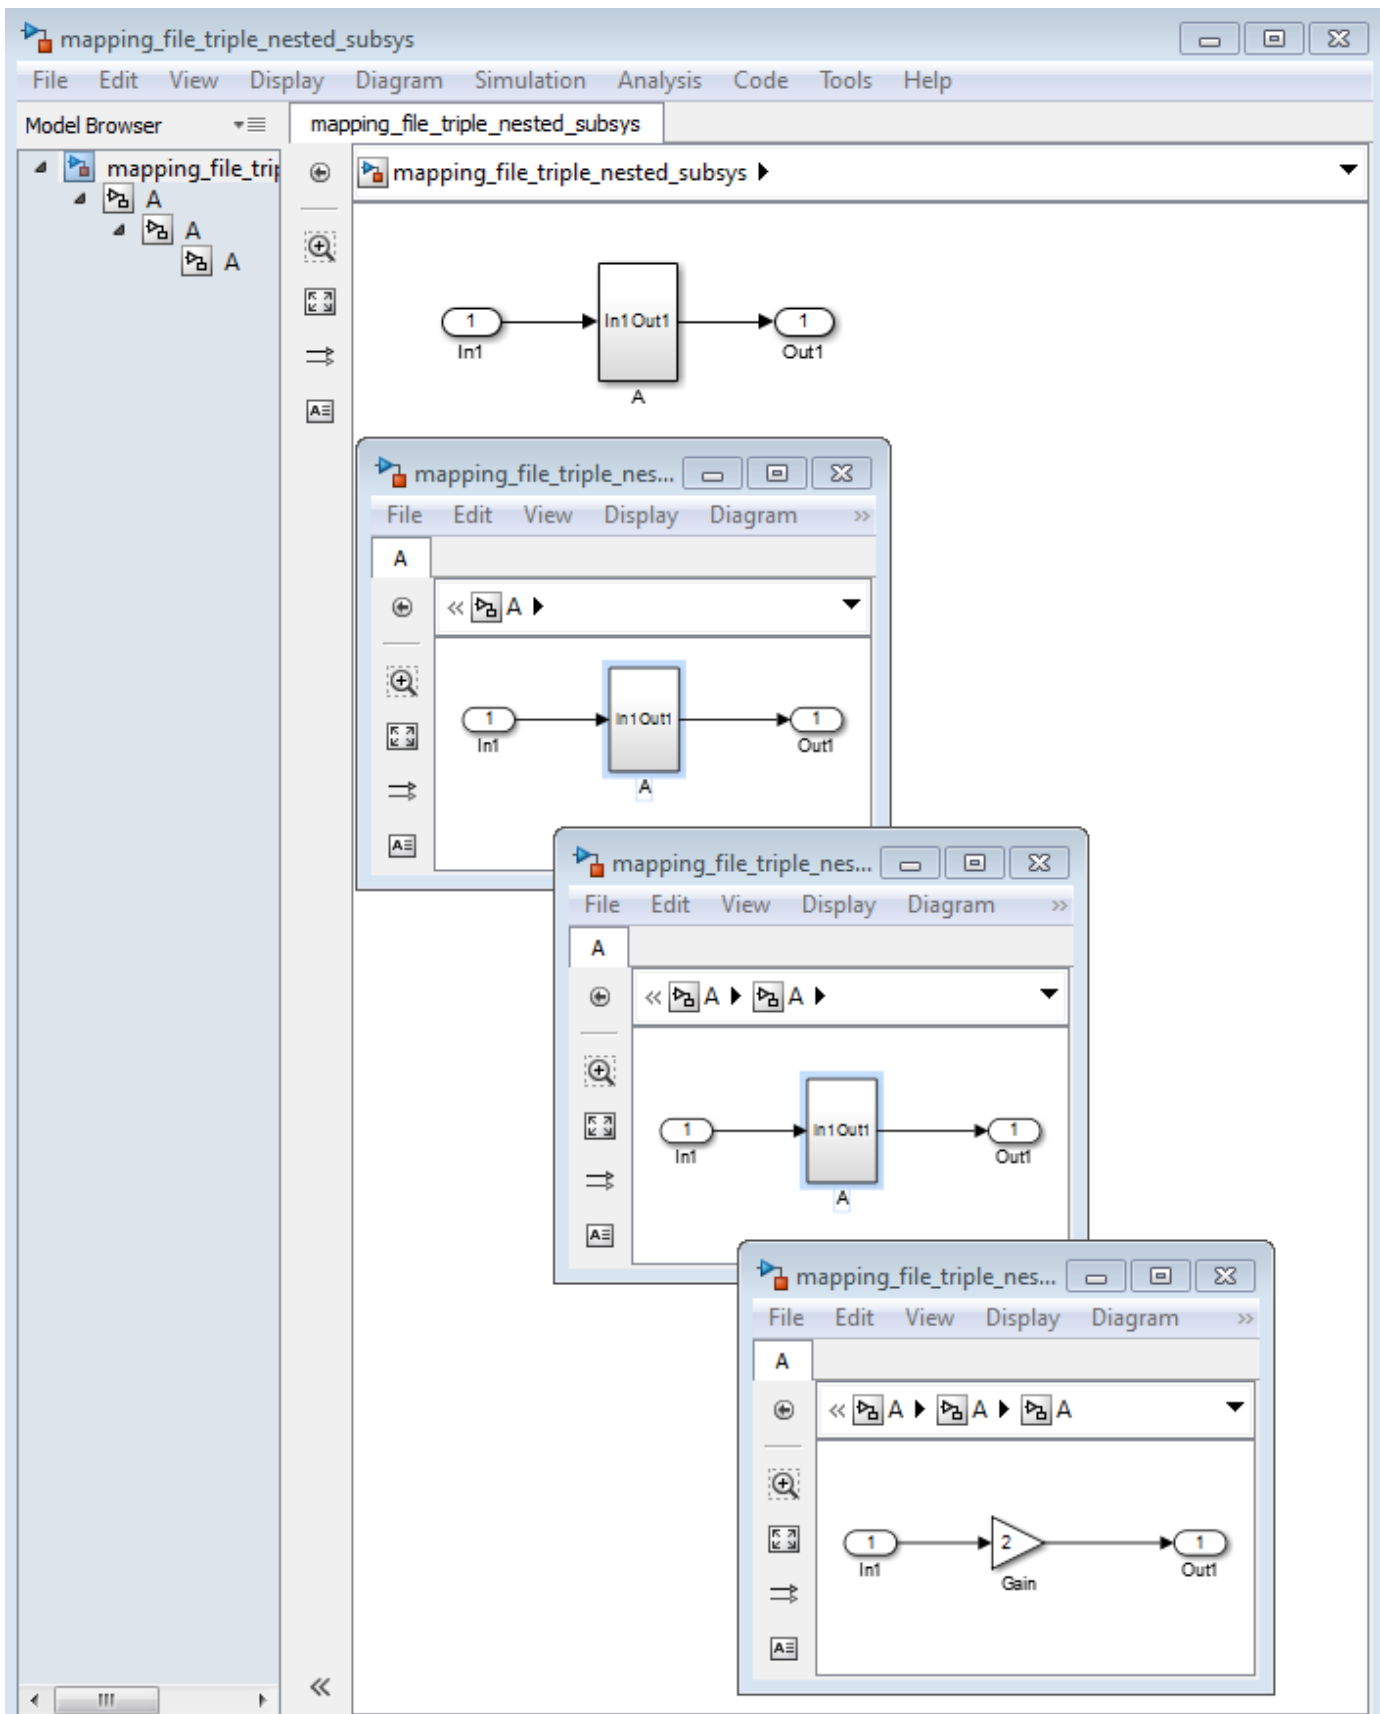 mapping_file_triple_nested_subsys
File Edit View Display Diagram Simulation Analysis Code Tools Help
Model Browser
mapping_file_triple_nested_subsys
mapping_file_trip
A
A
A
mapping_file_triple_nested_subsys
1
In1
In1 Out1
A
1
Out1
mapping_file_triple_nes...
File Edit View Display Diagram »
A
« A
1
In1
In1 Out1
A
1
Out1
mapping_file_triple_nes...
File Edit View Display Diagram »
A
« A A
1
In1
In1 Out1
A
1
Out1
mapping_file_triple_nes...
File Edit View Display Diagram »
A
« A A A
1
In1
2
Gain
1
Out1
«